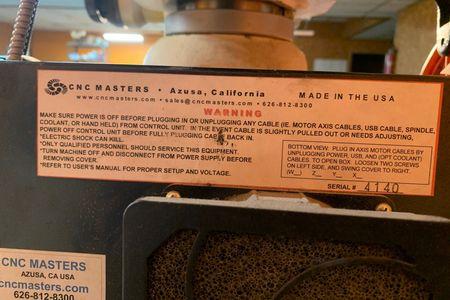 CNC MASTERS • Azusa, California MADE IN THE USA
www.cncmasters.com • sales@cncmasters.com • 626-812-8300
WARNING
MAKE SURE POWER IS OFF BEFORE PLUGGING IN OR UNPLUGGING ANY CABLE (IE. MOTOR AXIS CABLES, USB CABLE, SPINDLE,
COOLANT, OR HAND HELD) FROM CONTROL UNIT. IN THE EVENT CABLE IS SLIGHTLY PULLED OUT OR NEEDS ADJUSTING,
POWER OFF CONTROL UNIT BEFORE FULLY PLUGGING CABLE BACK IN.
*ELECTRIC SHOCK CAN KILL.
*ONLY QUALIFIED PERSONNEL SHOULD SERVICE THIS EQUIPMENT.
*TURN MACHINE OFF AND DISCONNECT FROM POWER SUPPLY BEFORE
REMOVING COVER.
*REFER TO USER'S MANUAL FOR PROPER SETUP AND VOLTAGE.
BOTTOM VIEW: PLUG IN AXIS MOTOR CABLES BY
UNPLUGGING POWER, USB, AND (OPT COOLANT)
CABLES. TO OPEN BOX: LOOSEN TWO SCREWS
ON LEFT SIDE, AND SWING COVER TO RIGHT.
(W__) Z__ Y__ X__
SERIAL # 4140
CNC MASTERS
AZUSA, CA USA
cncmasters.com
626-812-8300